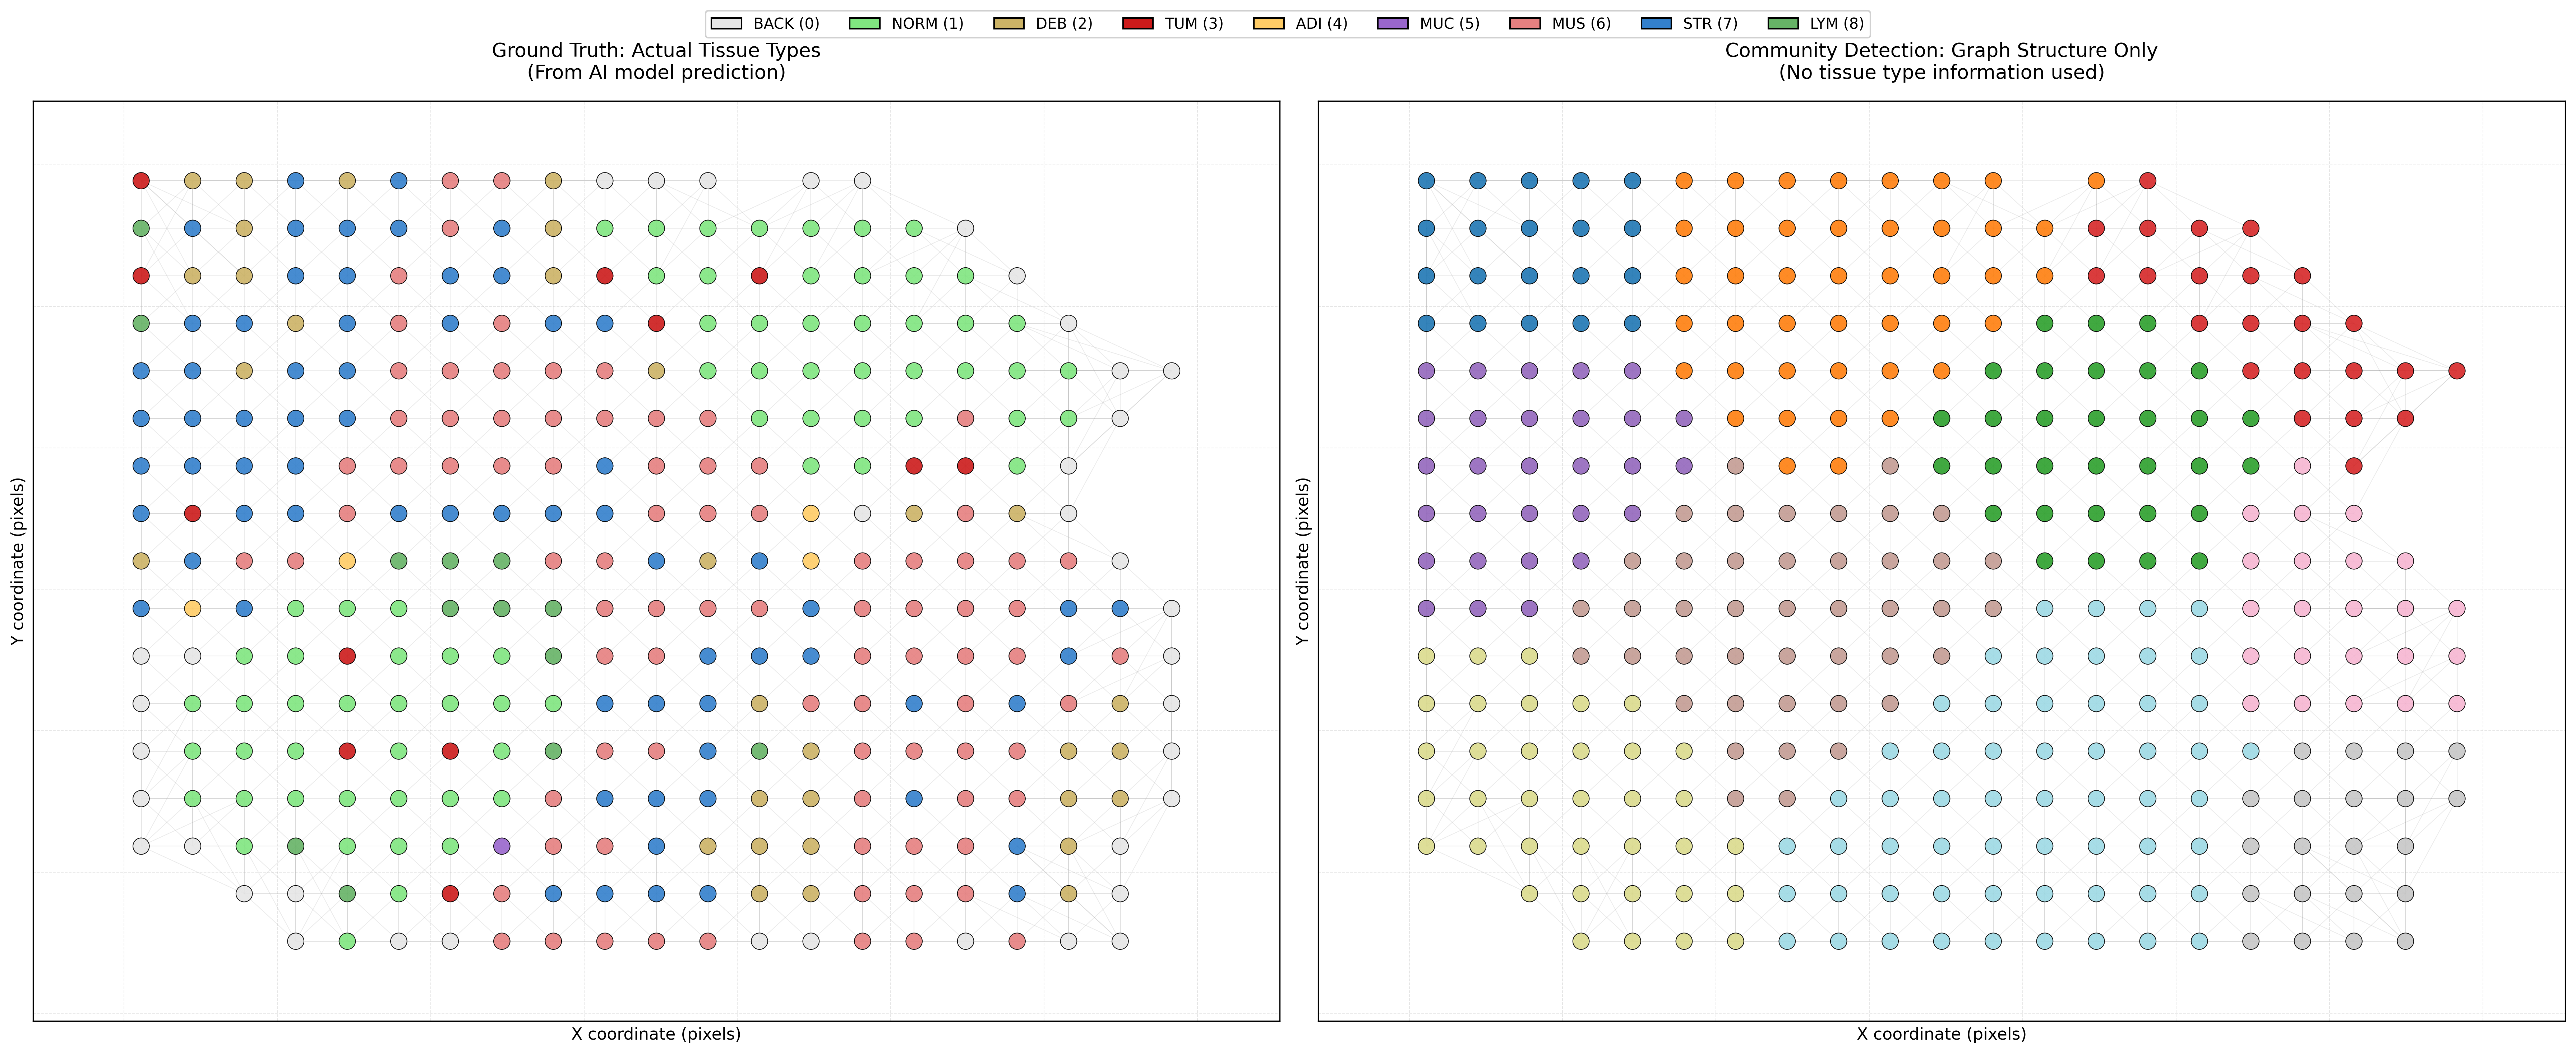 BACK (0) NORM (1) DEB (2) TUM (3) ADI (4) MUC (5) MUS (6) STR (7) LYM (8)
Ground Truth: Actual Tissue Types
(From AI model prediction)
Community Detection: Graph Structure Only
(No tissue type information used)
Y coordinate (pixels)
X coordinate (pixels)
Y coordinate (pixels)
X coordinate (pixels)